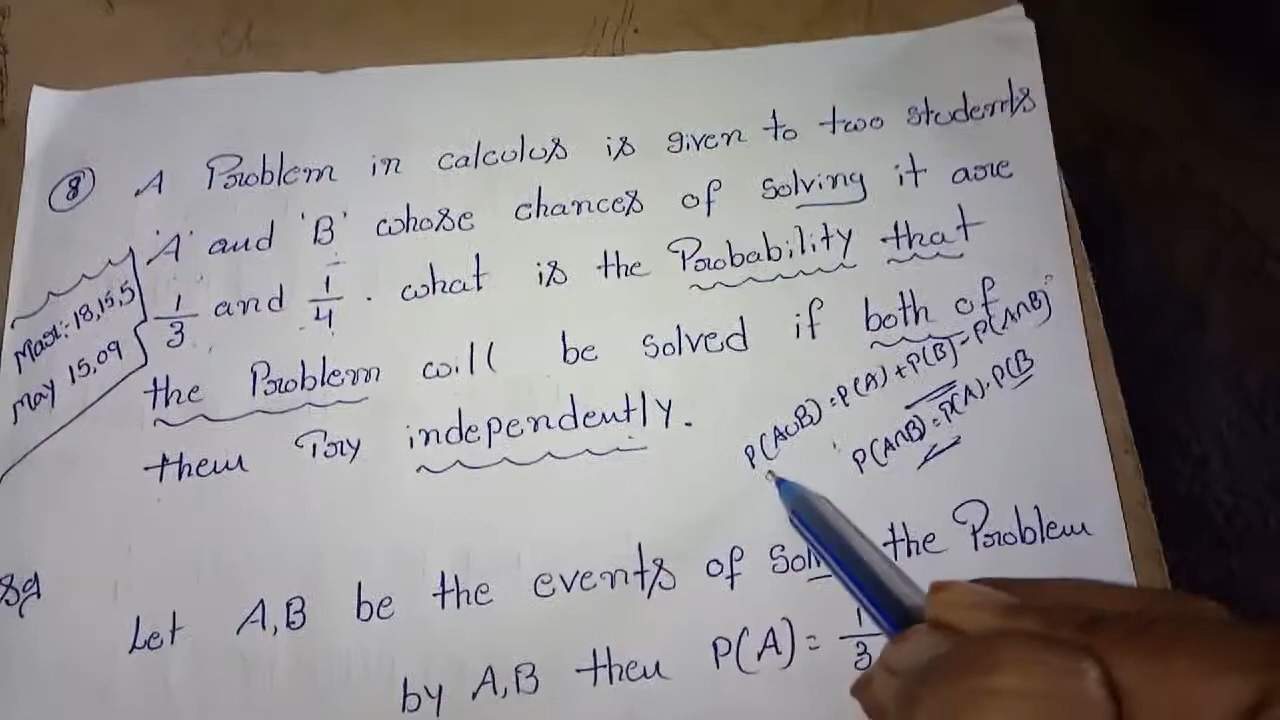 8 A Problem in calculus is given to two students
'A' and 'B' whose chances of solving it are
1/3 and 1/4 . what is the Probability that
the Problem will be solved if both of
them Try independently.
Mar:- 18,15,5
May 15,09
P(A∪B) = P(A) + P(B) - P(A∩B)
P(A∩B) = P(A) . P(B
Let A,B be the events of the Problem
by A,B then P(A) = 1/3